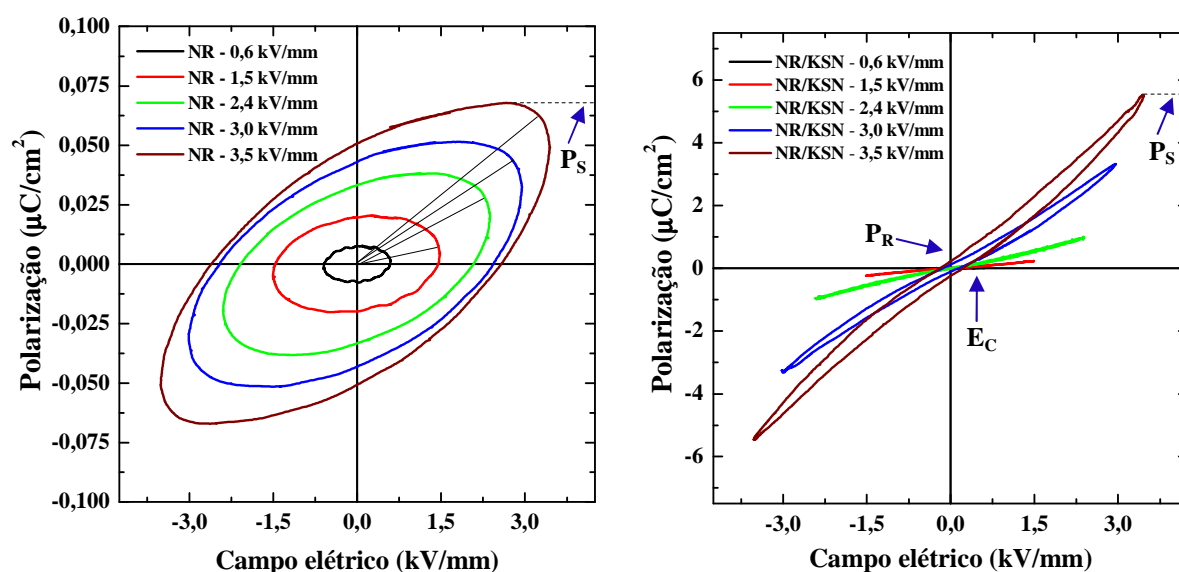 0,100
0,075
0,050
0,025
0,000
-0,025
-0,050
-0,075
-0,100
Polarização (μC/cm²)
NR - 0,6 kV/mm
NR - 1,5 kV/mm
NR - 2,4 kV/mm
NR - 3,0 kV/mm
NR - 3,5 kV/mm
P_S
-3,0 -1,5 0,0 1,5 3,0
Campo elétrico (kV/mm)
6
4
2
0
-2
-4
-6
Polarização (μC/cm²)
NR/KSN - 0,6 kV/mm
NR/KSN - 1,5 kV/mm
NR/KSN - 2,4 kV/mm
NR/KSN - 3,0 kV/mm
NR/KSN - 3,5 kV/mm
P_S
P_R
E_C
-3,0 -1,5 0,0 1,5 3,0
Campo elétrico (kV/mm)